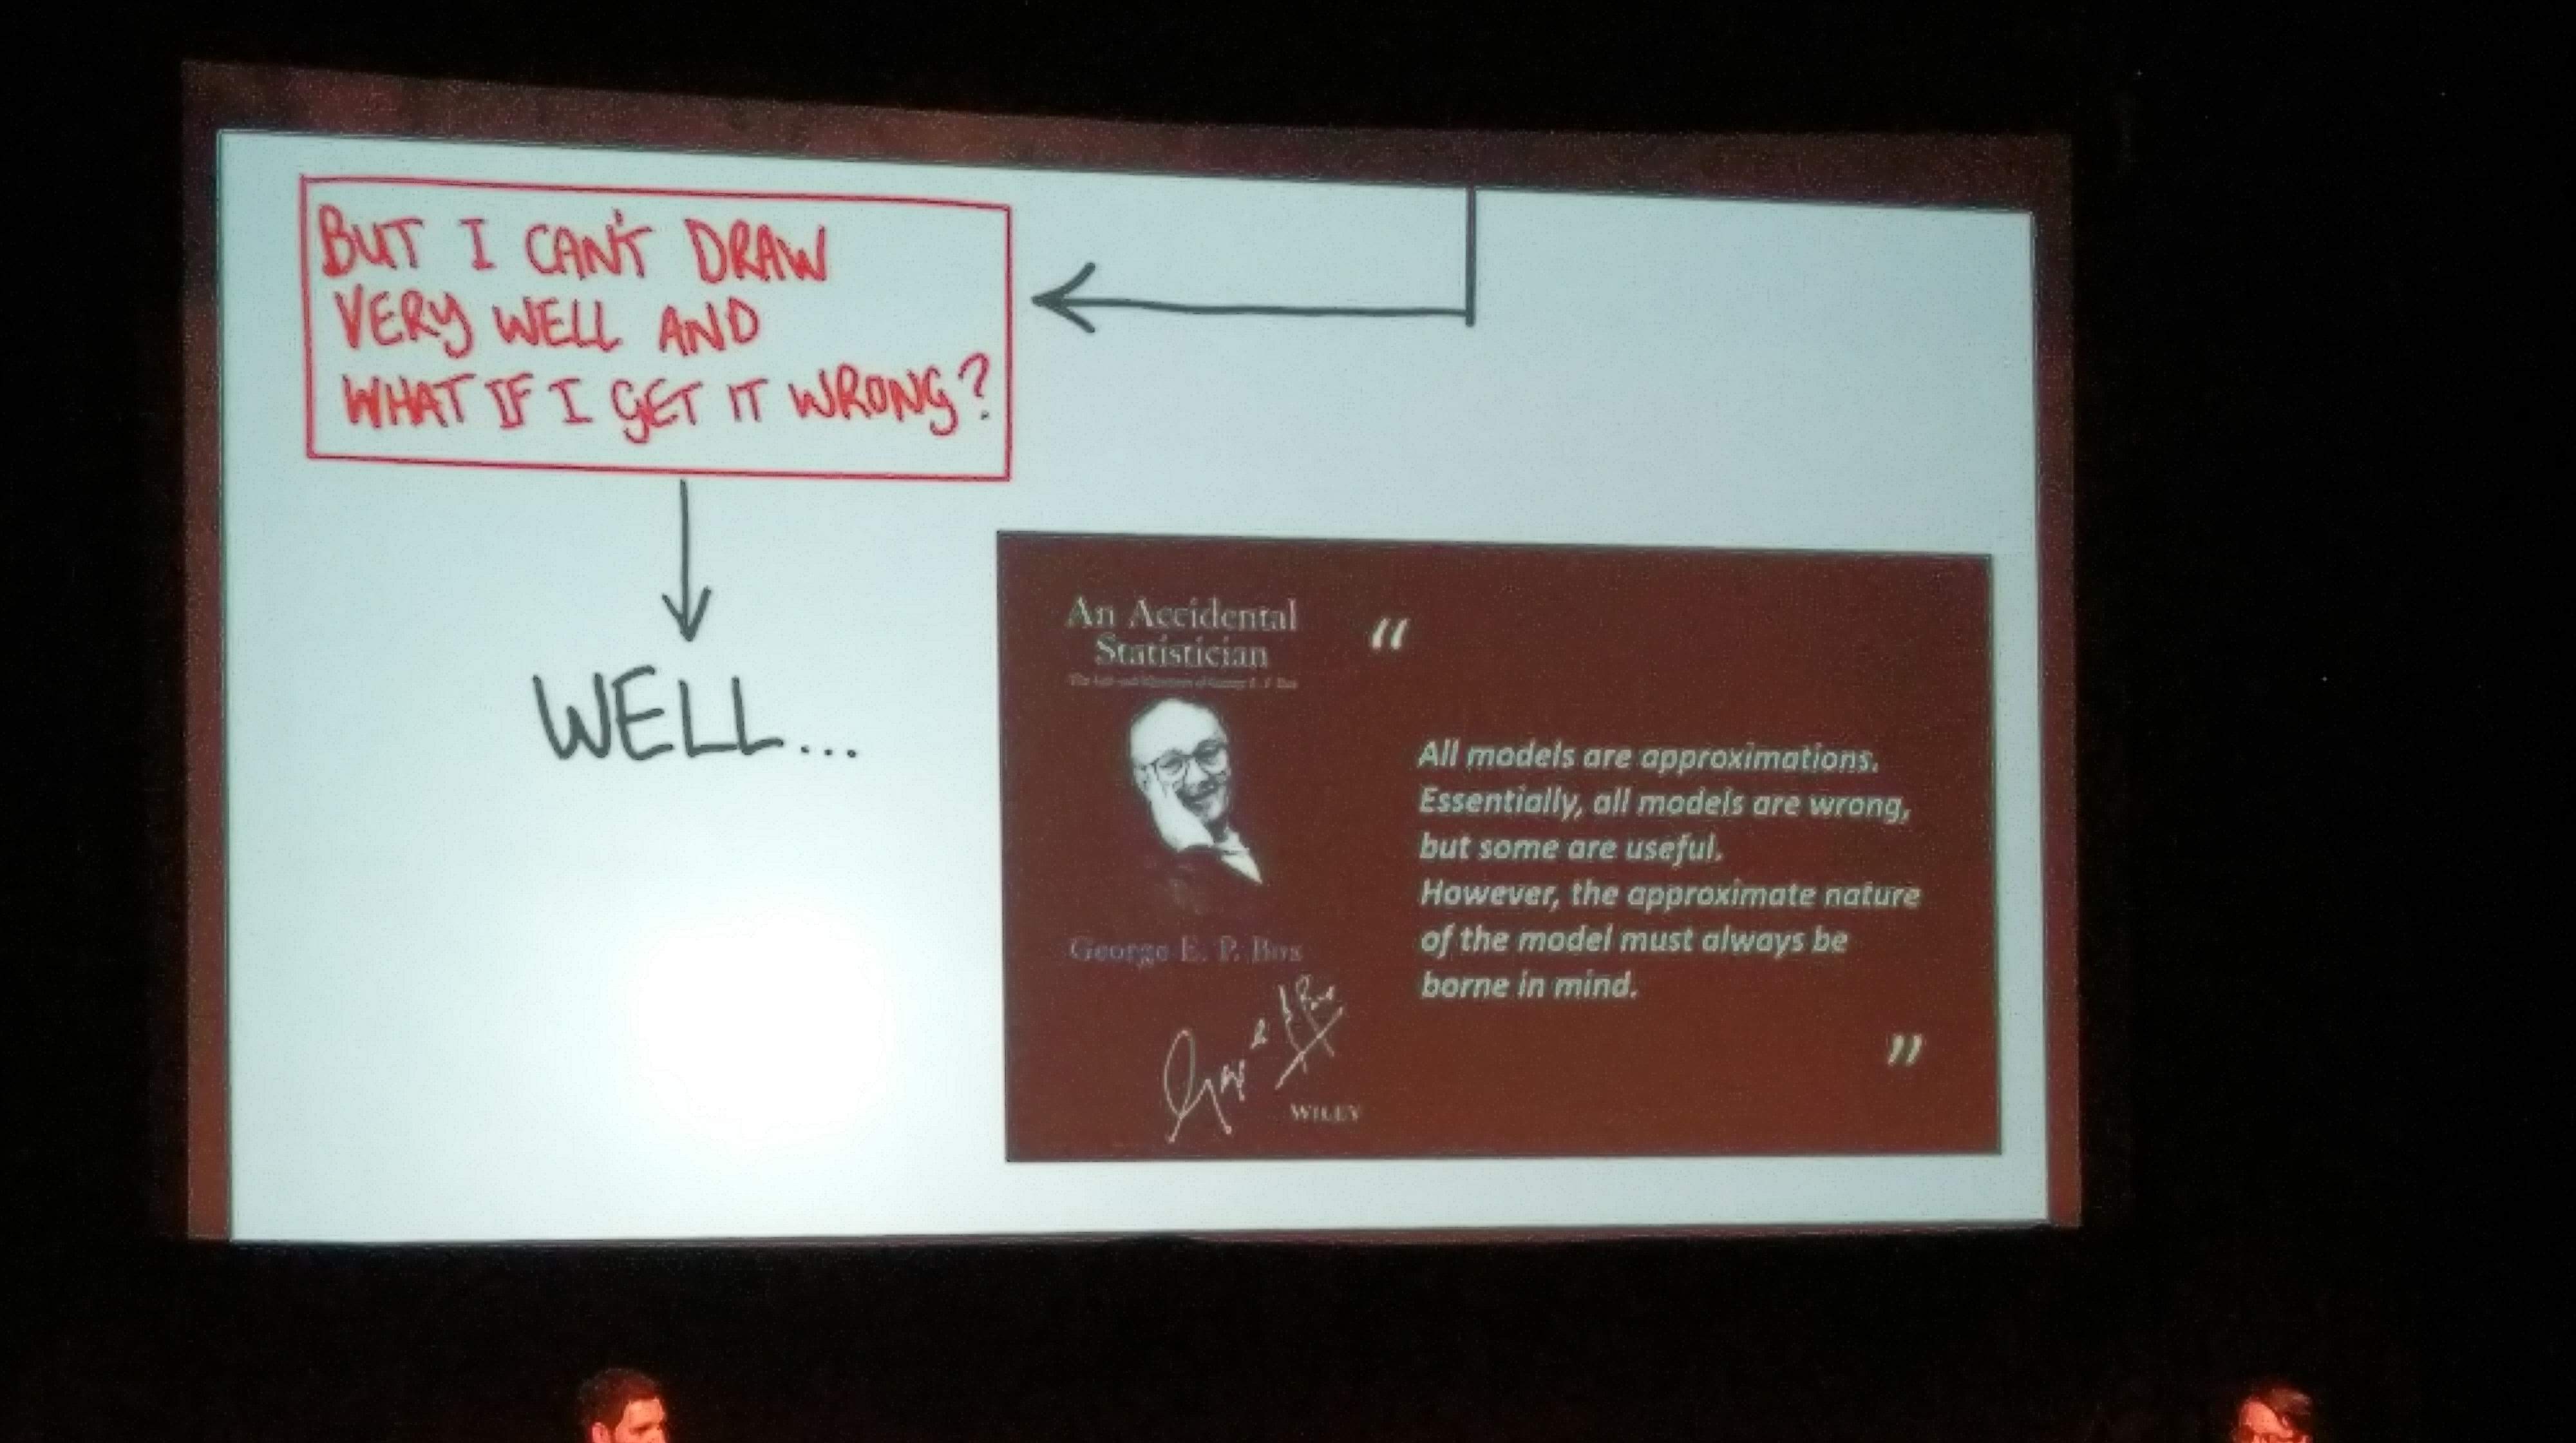 BUT I CAN'T DRAW
VERY WELL AND
WHAT IF I GET IT WRONG?
WELL...
An Accidental
Statistician
George E. P. Box
WILEY
“
All models are approximations.
Essentially, all models are wrong,
but some are useful.
However, the approximate nature
of the model must always be
borne in mind.
”